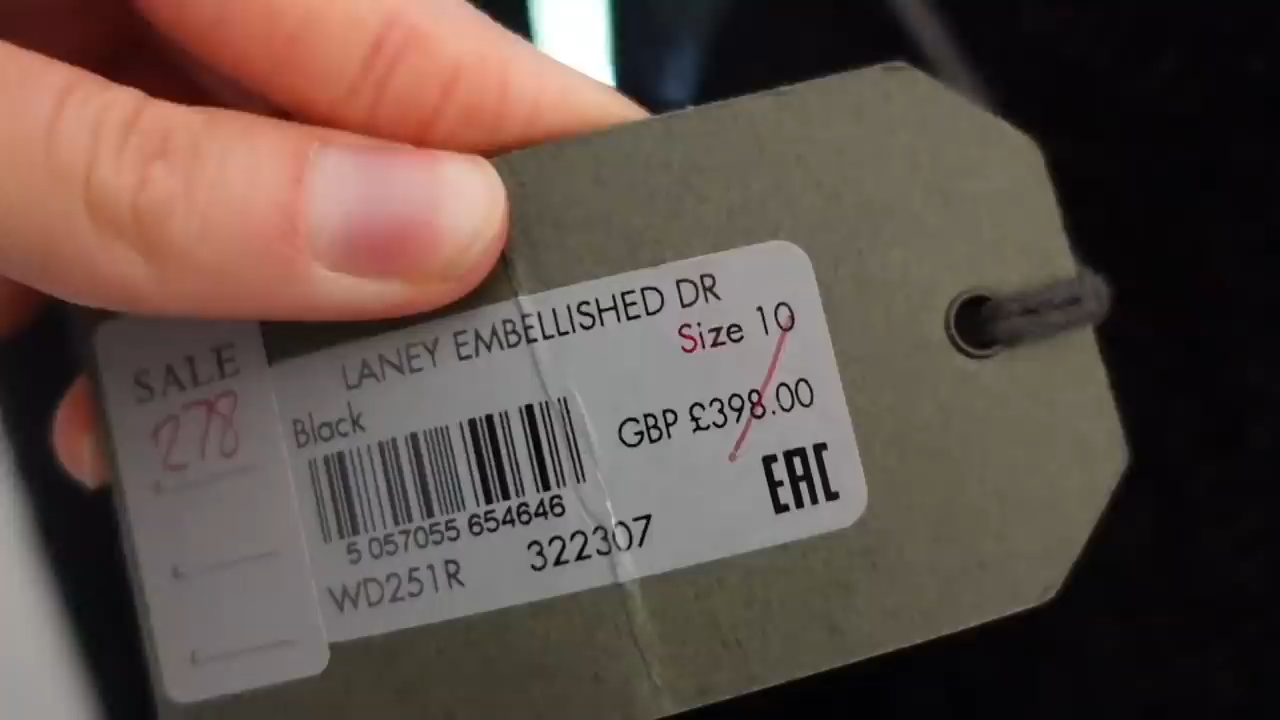 SALE
278
LANEY EMBELLISHED DR
Size 10
Black
GBP £398.00
EAC
5 057055 654646
WD251R 322307